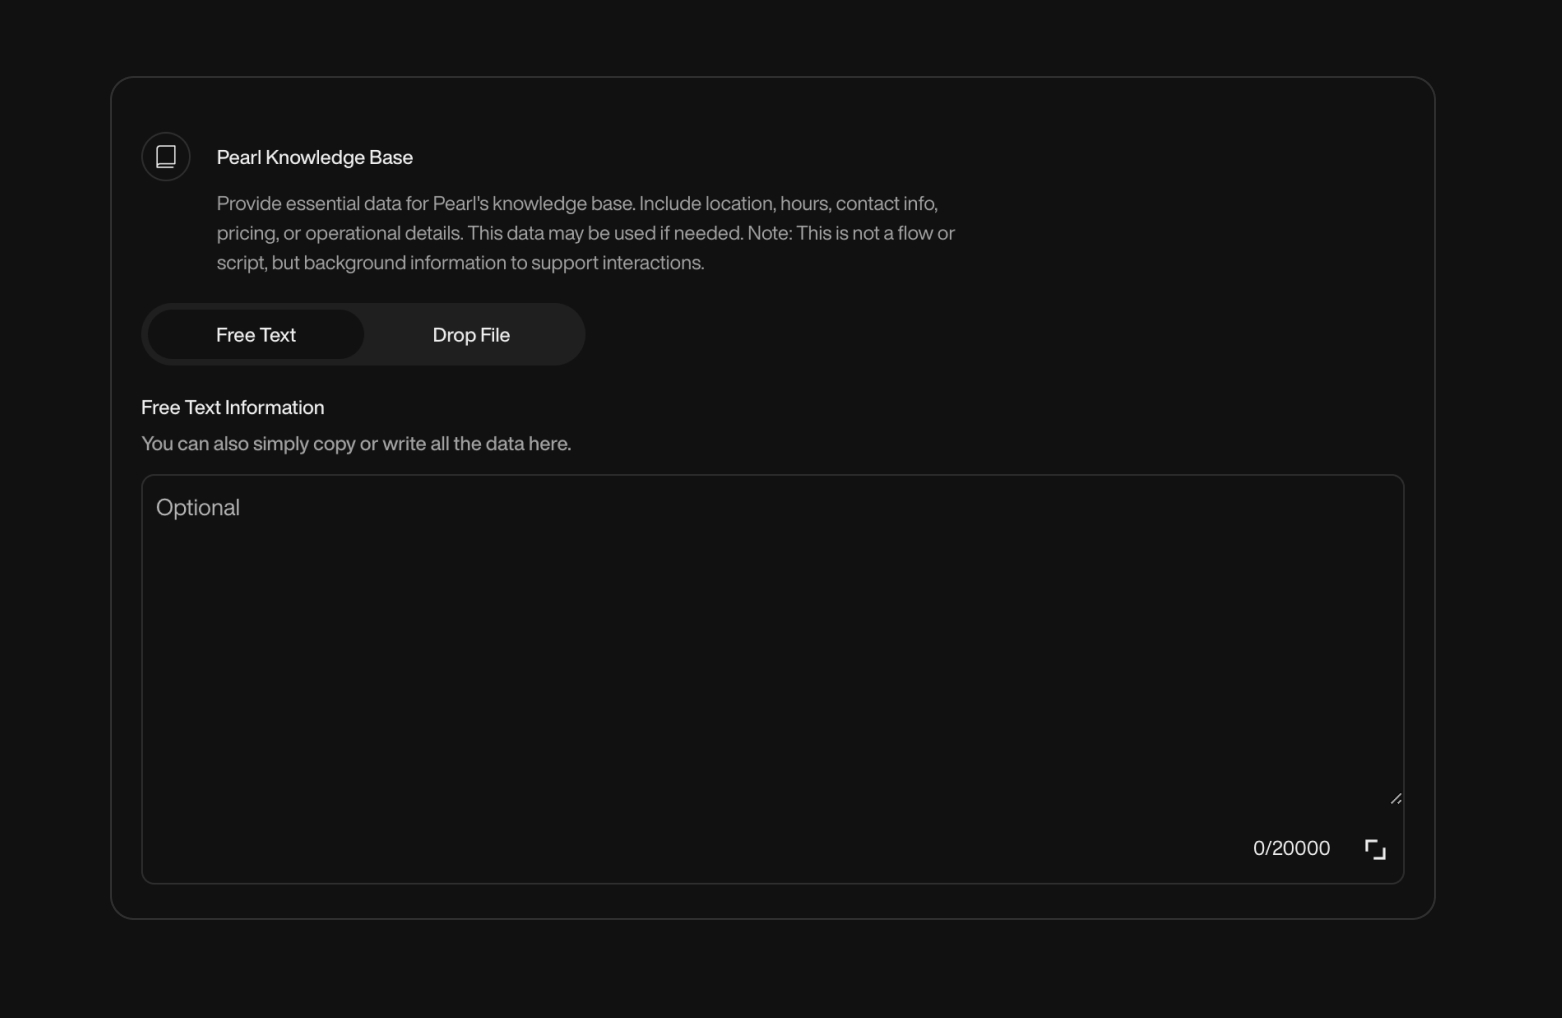 Pearl Knowledge Base
Provide essential data for Pearl's knowledge base. Include location, hours, contact info,
pricing, or operational details. This data may be used if needed. Note: This is not a flow or
script, but background information to support interactions.
Free Text
Drop File
Free Text Information
You can also simply copy or write all the data here.
Optional
0/20000